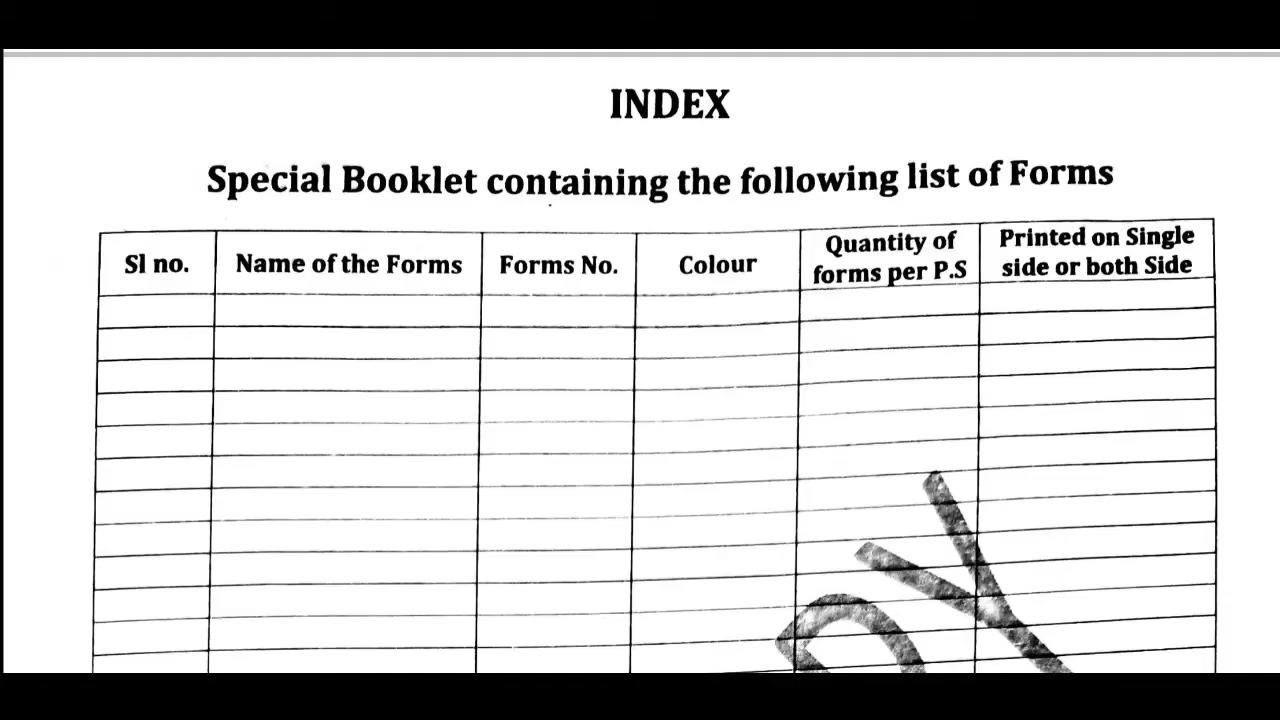 INDEX
Special Booklet containing the following list of Forms
Sl no. Name of the Forms Forms No. Colour Quantity of forms per P.S Printed on Single side or both Side
PY